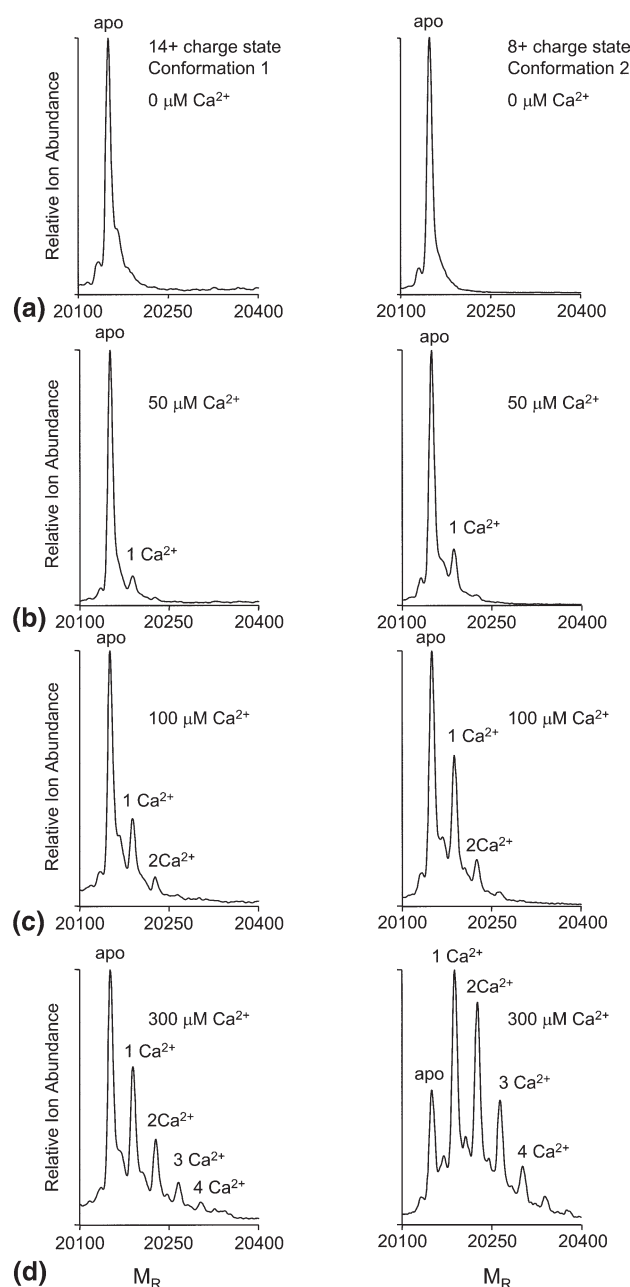 apo
14+ charge state
Conformation 1
0 μM Ca²⁺
Relative Ion Abundance
20100 20250 20400
apo
8+ charge state
Conformation 2
0 μM Ca²⁺
20100 20250 20400
(a)
apo
50 μM Ca²⁺
1 Ca²⁺
Relative Ion Abundance
20100 20250 20400
apo
50 μM Ca²⁺
1 Ca²⁺
20100 20250 20400
(b)
apo
100 μM Ca²⁺
1 Ca²⁺
2Ca²⁺
Relative Ion Abundance
20100 20250 20400
apo
100 μM Ca²⁺
1 Ca²⁺
2Ca²⁺
20100 20250 20400
(c)
apo
300 μM Ca²⁺
1 Ca²⁺
2Ca²⁺
3 Ca²⁺
4 Ca²⁺
Relative Ion Abundance
20100 20250 20400
M_R
1 Ca²⁺
2Ca²⁺
300 μM Ca²⁺
apo
3 Ca²⁺
4 Ca²⁺
20100 20250 20400
M_R
(d)